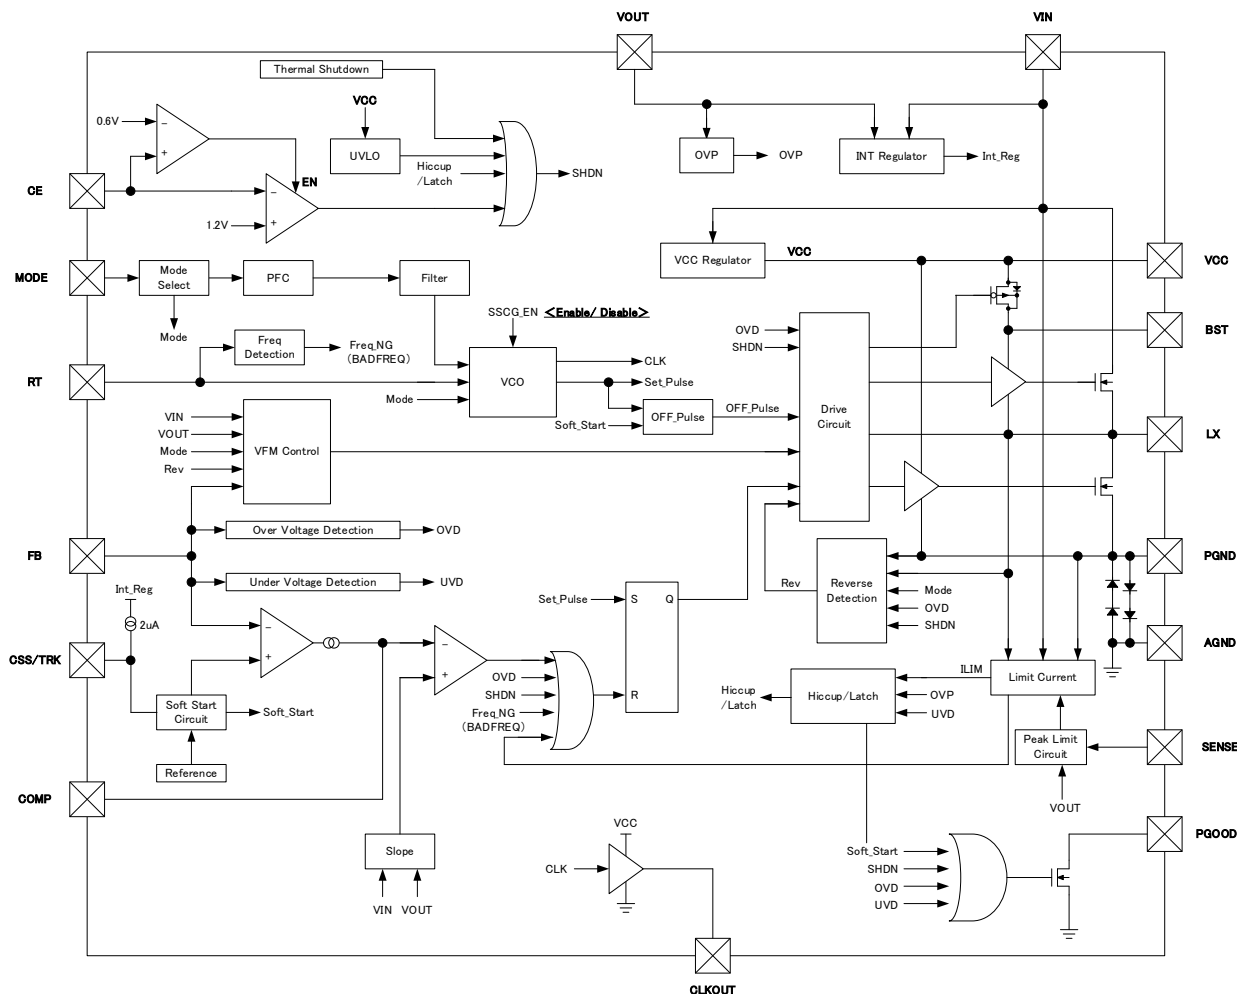 VOUT
VIN
Thermal Shutdown
VCC
0.6V
−
+
UVLO
Hiccup
/Latch
SHDN
OVP
OVP
INT Regulator
Int_Reg
CE
EN
−
1.2V
+
VCC Regulator
VCC
VCC
MODE
Mode
Select
PFC
Filter
Mode
SSCG_EN <Enable/ Disable>
OVD
SHDN
BST
Freq
Detection
Freq_NG
(BADFREQ)
RT
VCO
CLK
Set_Pulse
Mode
Soft_Start
OFF_Pulse
OFF_Pulse
Drive
Circuit
VIN
VOUT
Mode
Rev
VFM Control
LX
Over Voltage Detection
OVD
FB
Under Voltage Detection
UVD
PGND
Rev
Reverse
Detection
Mode
OVD
SHDN
Int_Reg
2uA
Set_Pulse
S
Q
R
−
+
−
+
CSS/TRK
AGND
OVD
SHDN
Freq_NG
(BADFREQ)
Soft Start
Circuit
Soft_Start
Reference
Hiccup
/Latch
Hiccup/Latch
ILIM
OVP
UVD
Limit Current
Peak Limit
Circuit
SENSE
VOUT
COMP
Slope
VIN
VOUT
VCC
CLK
PGOOD
Soft_Start
SHDN
OVD
UVD
CLKOUT